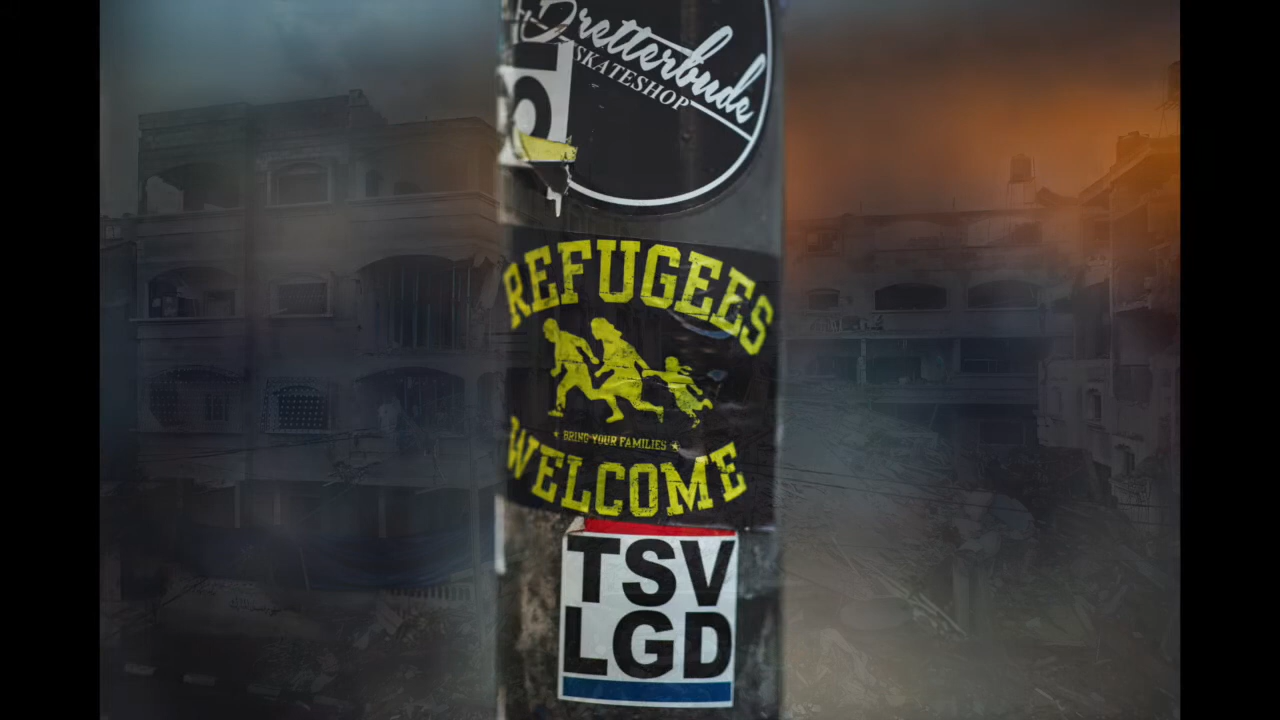 Bretterbude
SKATESHOP
REFUGEES
BRING YOUR FAMILIES
WELCOME
TSV
LGD